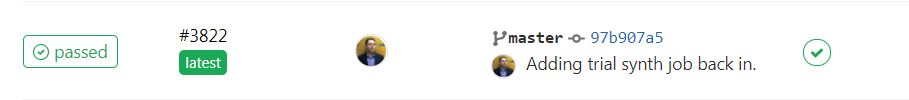 passed
#3822
latest
master 97b907a5
Adding trial synth job back in.